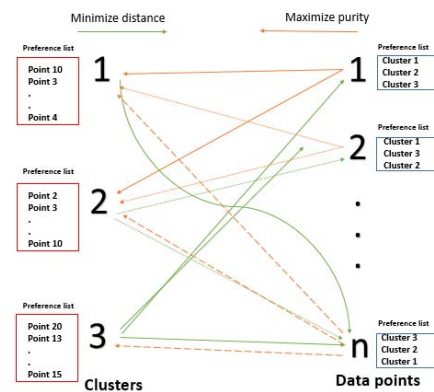 Minimize distance
Maximize purity
Preference list
Point 10
Point 3
.
.
Point 4
1
1
Preference list
Cluster 1
Cluster 2
Cluster 3
Preference list
Point 2
Point 3
.
.
Point 10
2
2
Preference list
Cluster 1
Cluster 3
Cluster 2
.
.
.
Preference list
Point 20
Point 13
.
.
Point 15
3
n
Preference list
Cluster 3
Cluster 2
Cluster 1
Clusters
Data points